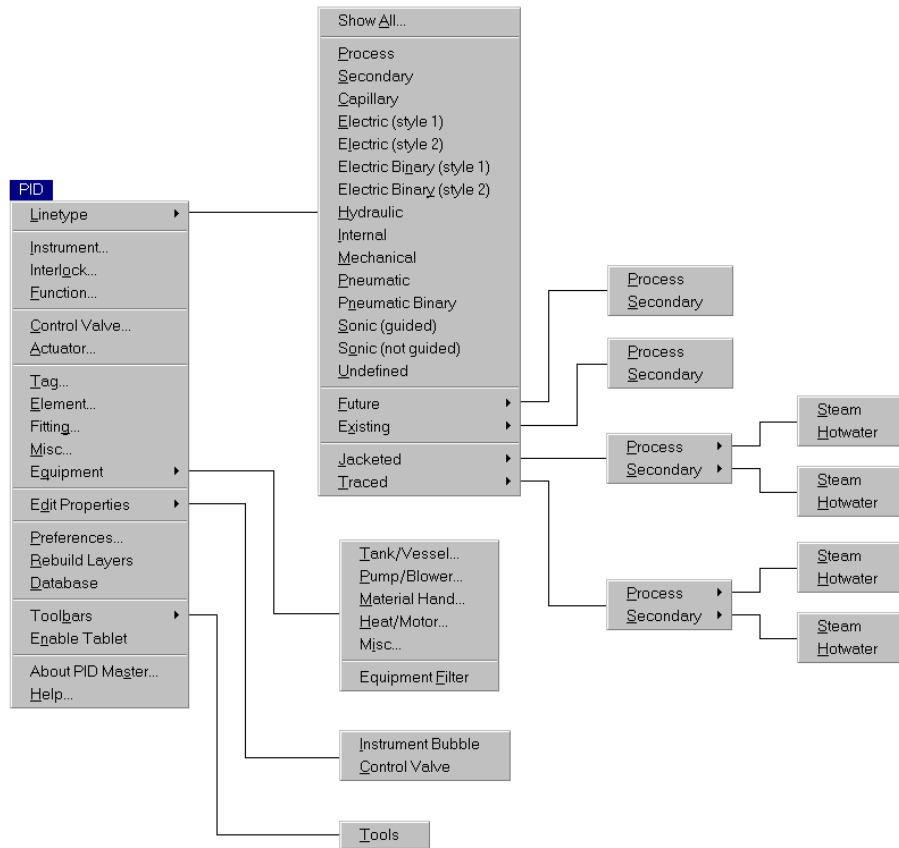 PID
Linetype
Instrument...
Interlock...
Function...
Control Valve...
Actuator...
Tag...
Element...
Fitting...
Misc...
Equipment
Edit Properties
Preferences...
Rebuild Layers
Database
Toolbars
Enable Tablet
About PID Master...
Help...
Show All...
Process
Secondary
Capillary
Electric (style 1)
Electric (style 2)
Electric Binary (style 1)
Electric Binary (style 2)
Hydraulic
Internal
Mechanical
Pneumatic
Pneumatic Binary
Sonic (guided)
Sonic (not guided)
Undefined
Future
Existing
Jacketed
Traced
Process
Secondary
Process
Secondary
Process
Secondary
Steam
Hotwater
Steam
Hotwater
Process
Secondary
Steam
Hotwater
Steam
Hotwater
Tank/Vessel...
Pump/Blower...
Material Hand...
Heat/Motor...
Misc...
Equipment Filter
Instrument Bubble
Control Valve
Tools